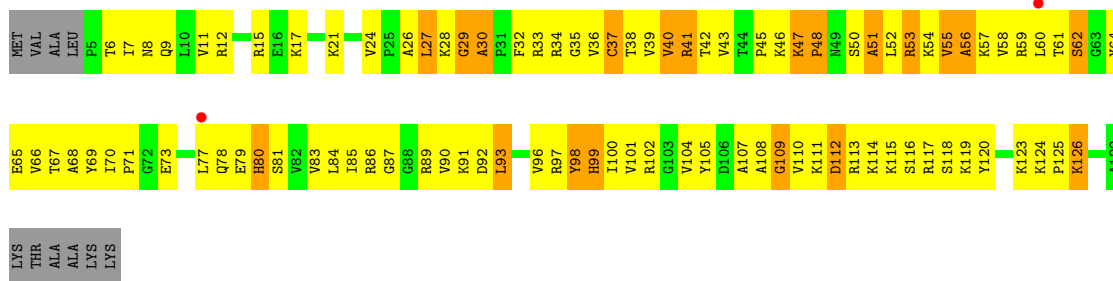 MET VAL ALA LEU P5 T6 I7 N8 Q9 L10 V11 R12 R15 E16 K17 K21 V24 P25 A26 L27 K28 G29 A30 P31 F32 R33 R34 G35 V36 C37 T38 V39 V40 R41 T42 V43 T44 P45 K46 K47 P48 N49 S50 A51 L52 R53 K54 V55 A56 K57 V58 R59 L60 T61 S62 G63
E65 V66 T67 A68 Y69 I70 P71 G72 E73 L77 Q78 E79 H80 S81 V82 V83 L84 I85 R86 G87 G88 R89 V90 K91 D92 L93 V96 R97 Y98 H99 I100 V101 R102 G103 V104 Y105 D106 A107 A108 G109 V110 K111 D112 R113 K114 K115 S116 R117 S118 K119 Y120 K123 K124 P125 K126
LYS THR ALA ALA LYS LYS